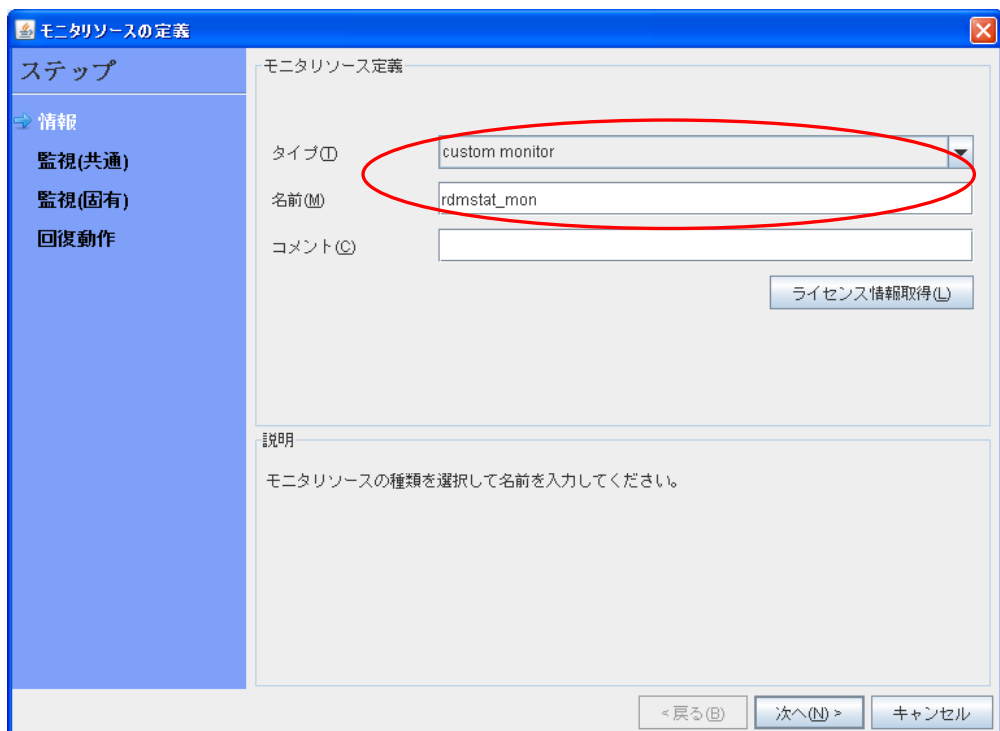 モニタリソースの定義
ステップ
情報
監視(共通)
監視(固有)
回復動作
モニタリソース定義
タイプ(T) custom monitor
名前(M) rdmstat_mon
コメント(C)
ライセンス情報取得(L)
説明
モニタリソースの種類を選択して名前を入力してください。
<戻る(B) 次へ(N) > キャンセル